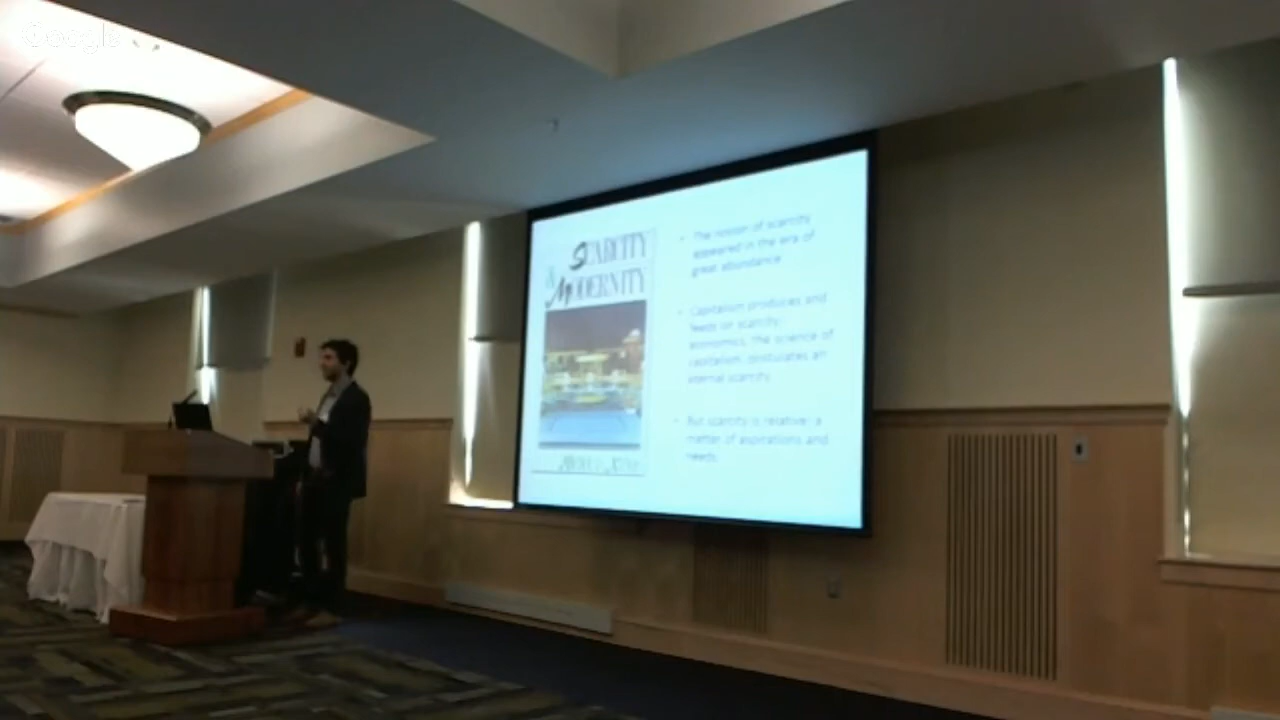 Google
SCARCITY
& MODERNITY
The notion of scarcity
appeared in the era of
great abundance
Capitalism produces and
feeds on scarcity:
economics, the science of
capitalism, postulates an
eternal scarcity
But scarcity is relative: a
matter of aspirations and
needs